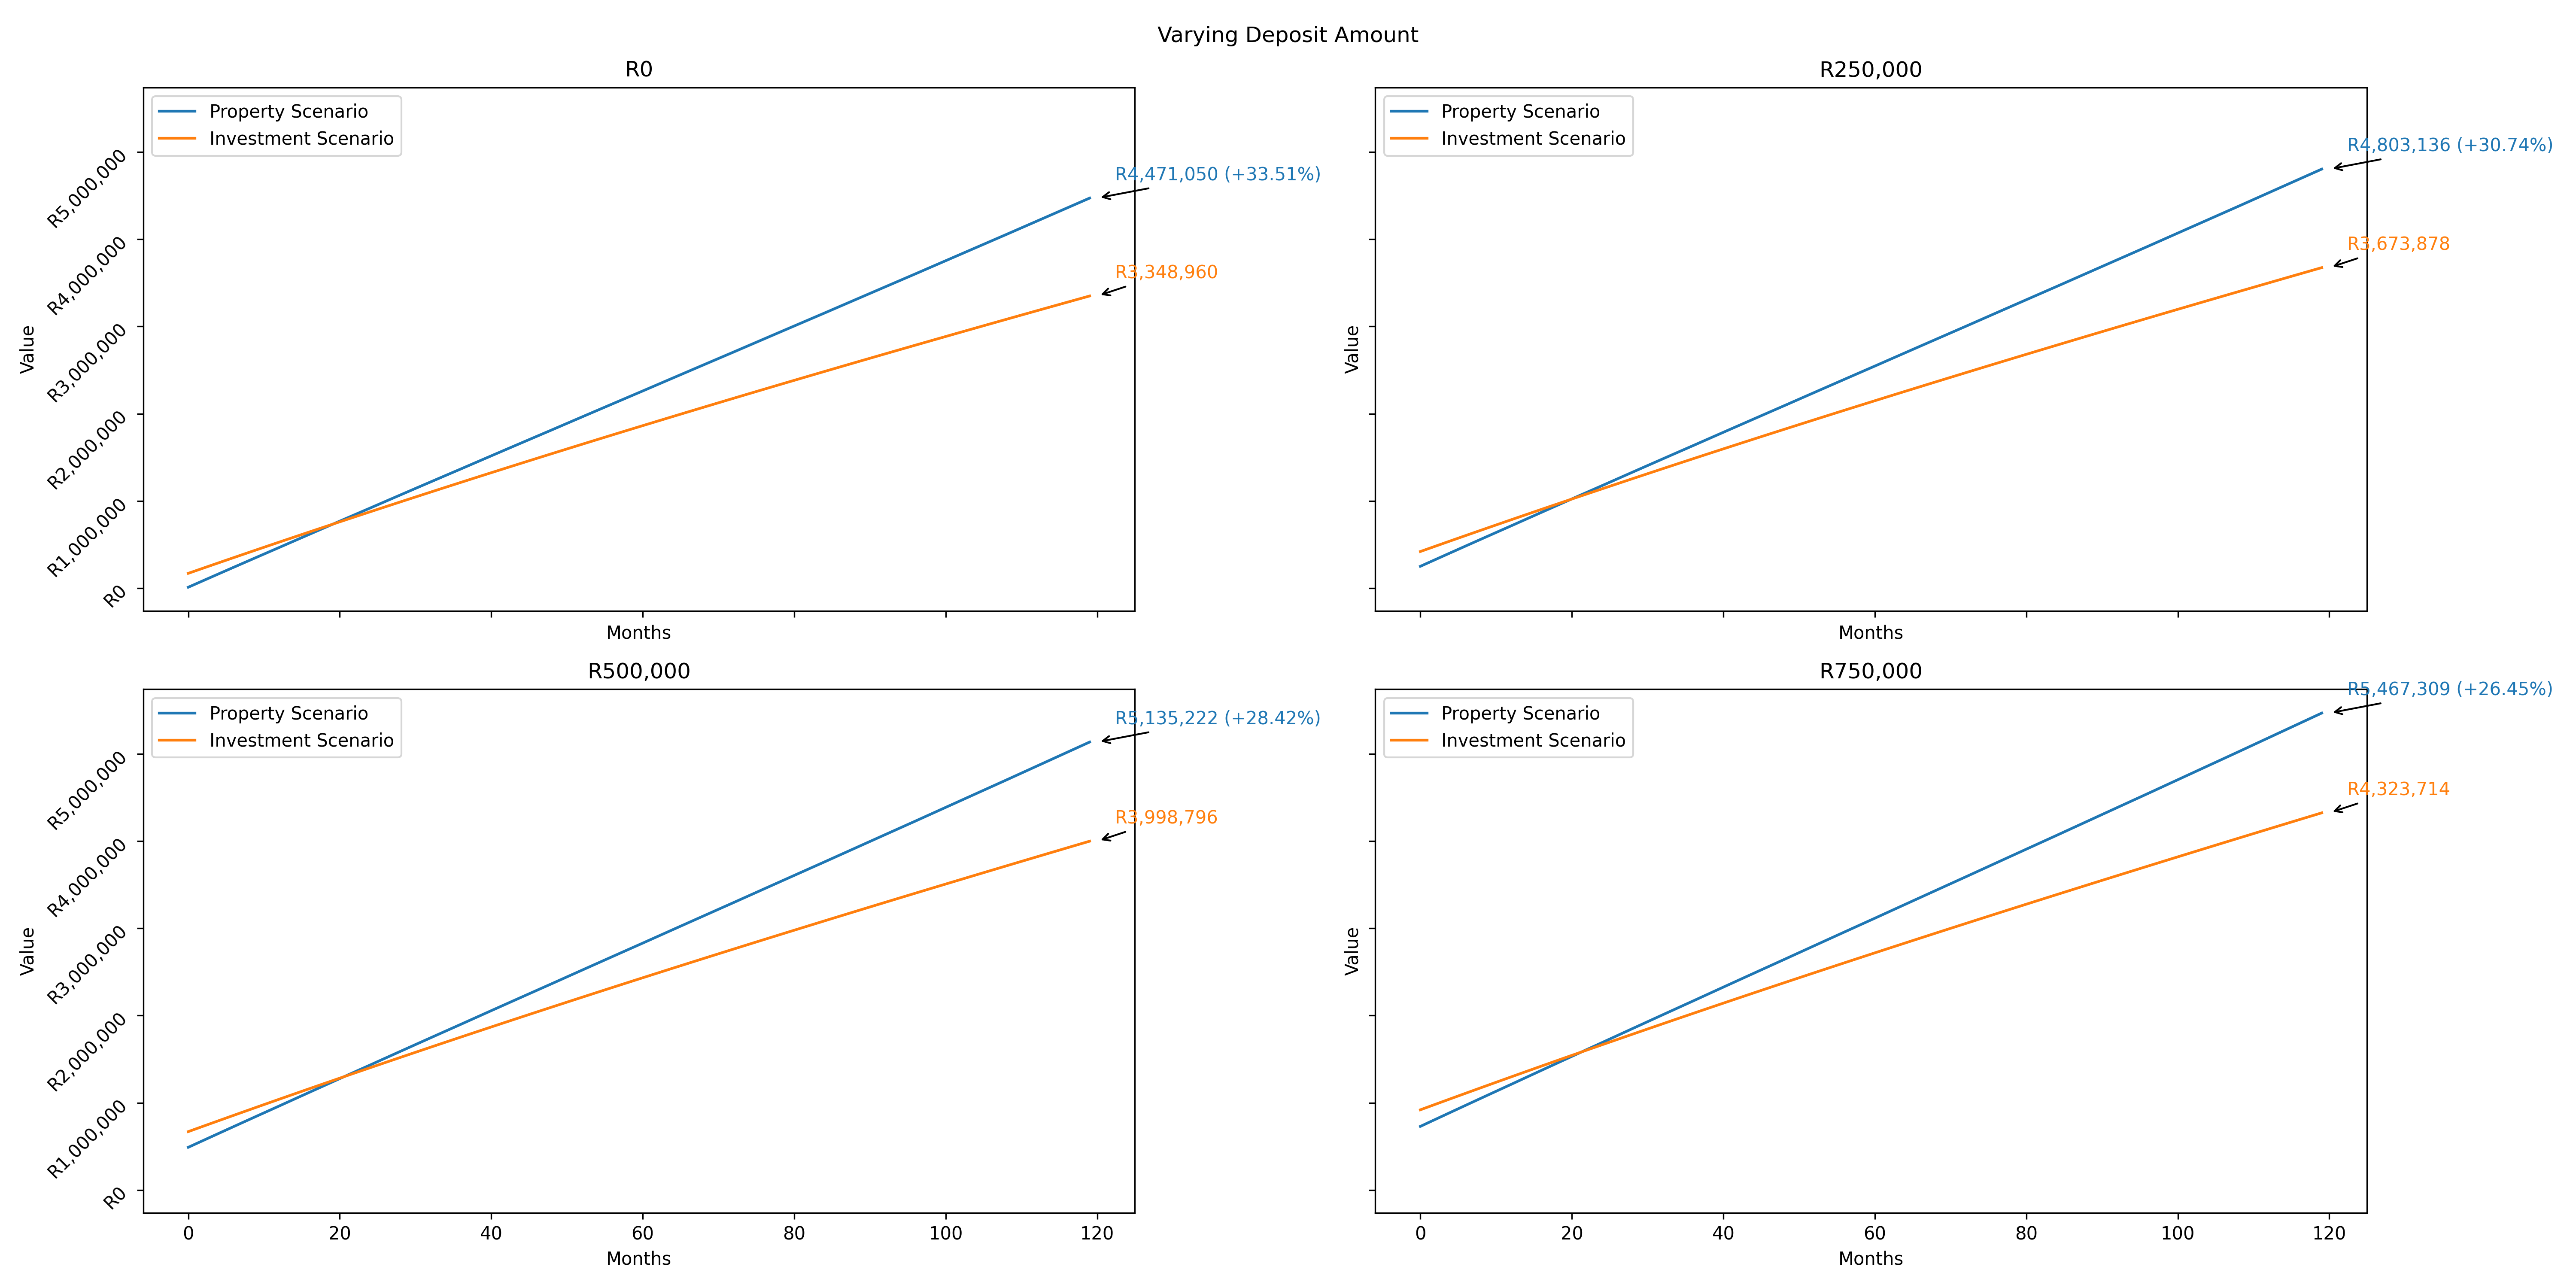 Varying Deposit Amount
R0
Property Scenario
Investment Scenario
R4,471,050 (+33.51%)
R3,348,960
R5,000,000
R4,000,000
R3,000,000
R2,000,000
R1,000,000
R0
Value
Months
R250,000
Property Scenario
Investment Scenario
R4,803,136 (+30.74%)
R3,673,878
Value
Months
R500,000
Property Scenario
Investment Scenario
R5,135,222 (+28.42%)
R3,998,796
R5,000,000
R4,000,000
R3,000,000
R2,000,000
R1,000,000
R0
Value
0 20 40 60 80 100 120
Months
R750,000
Property Scenario
Investment Scenario
R5,467,309 (+26.45%)
R4,323,714
Value
0 20 40 60 80 100 120
Months